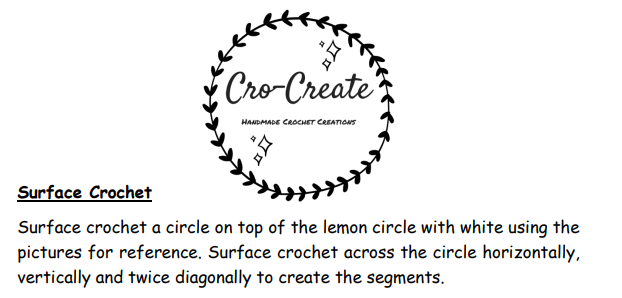 Cro-Create
Handmade Crochet Creations
Surface Crochet
Surface crochet a circle on top of the lemon circle with white using the
pictures for reference. Surface crochet across the circle horizontally,
vertically and twice diagonally to create the segments.